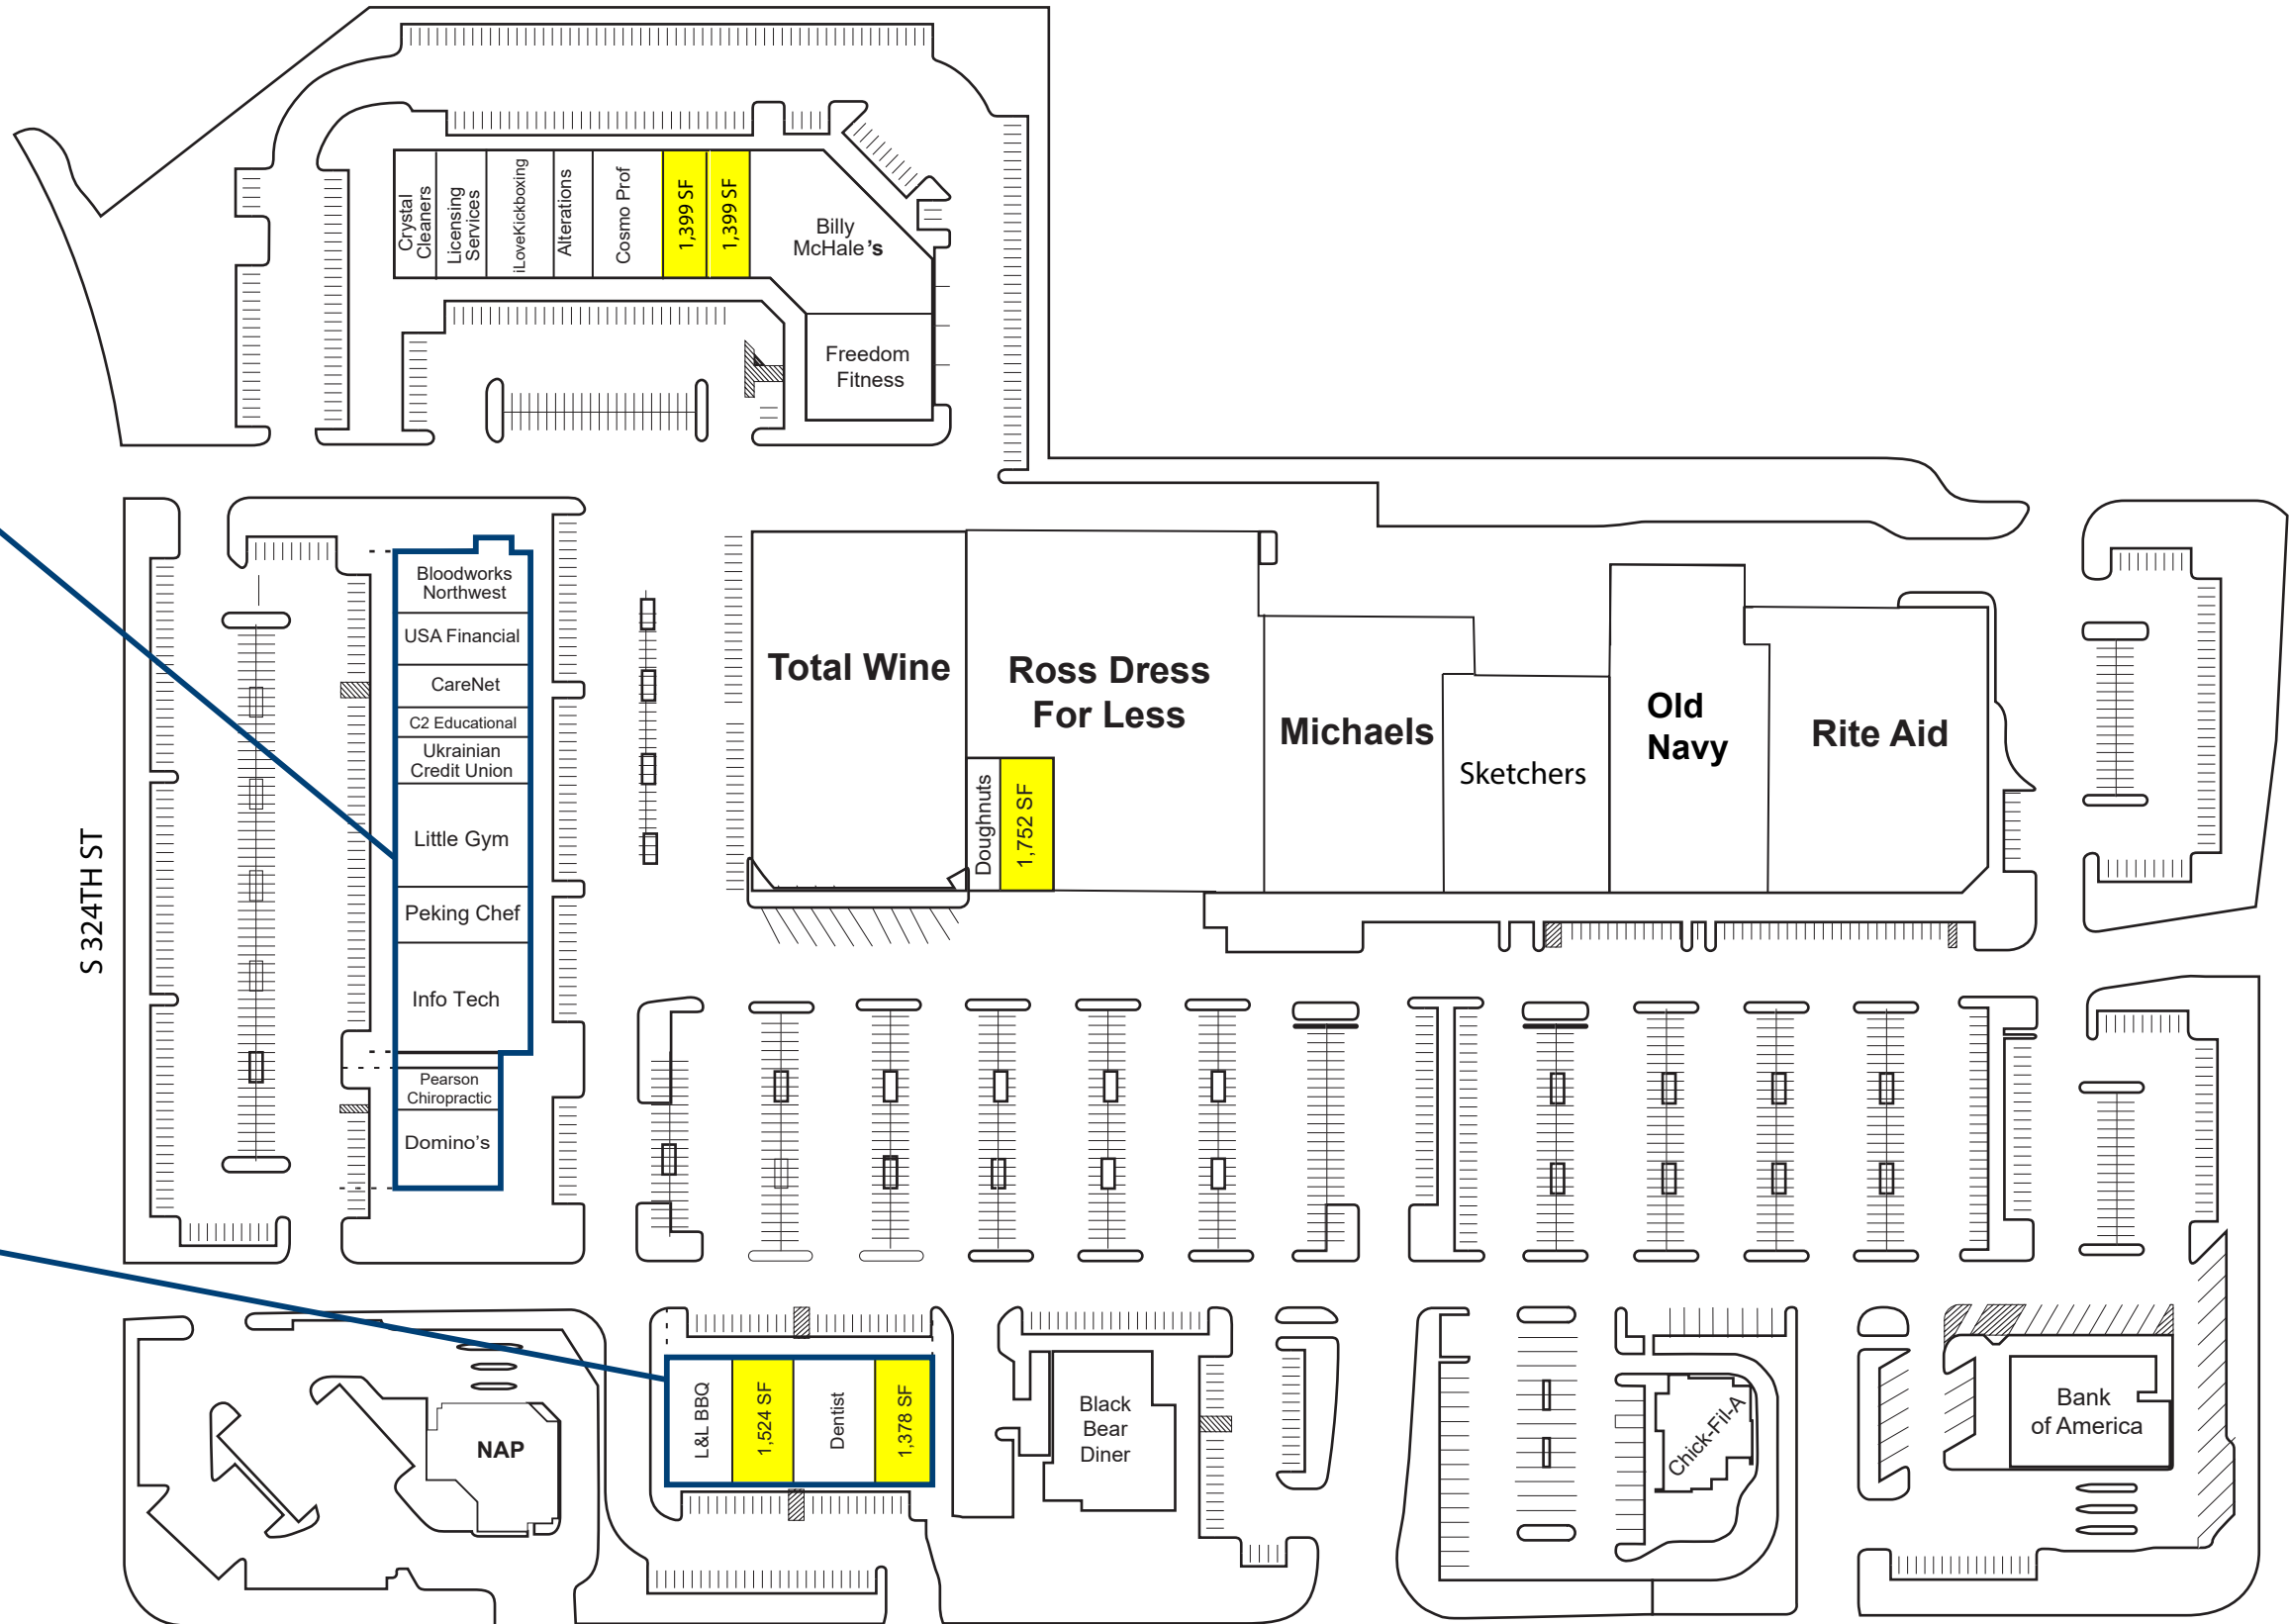 Crystal
Cleaners
Licensing
Services
iLoveKickboxing
Alterations
Cosmo Prof
1,399 SF
1,399 SF
Billy
McHale's
Freedom
Fitness
S 324TH ST
Bloodworks
Northwest
USA Financial
CareNet
C2 Educational
Ukrainian
Credit Union
Little Gym
Peking Chef
Info Tech
Pearson
Chiropractic
Domino's
Total Wine
Ross Dress
For Less
Doughnuts
1,752 SF
Michaels
Sketchers
Old
Navy
Rite Aid
NAP
L&L BBQ
1,524 SF
Dentist
1,378 SF
Black
Bear
Diner
Chick-Fil-A
Bank
of America